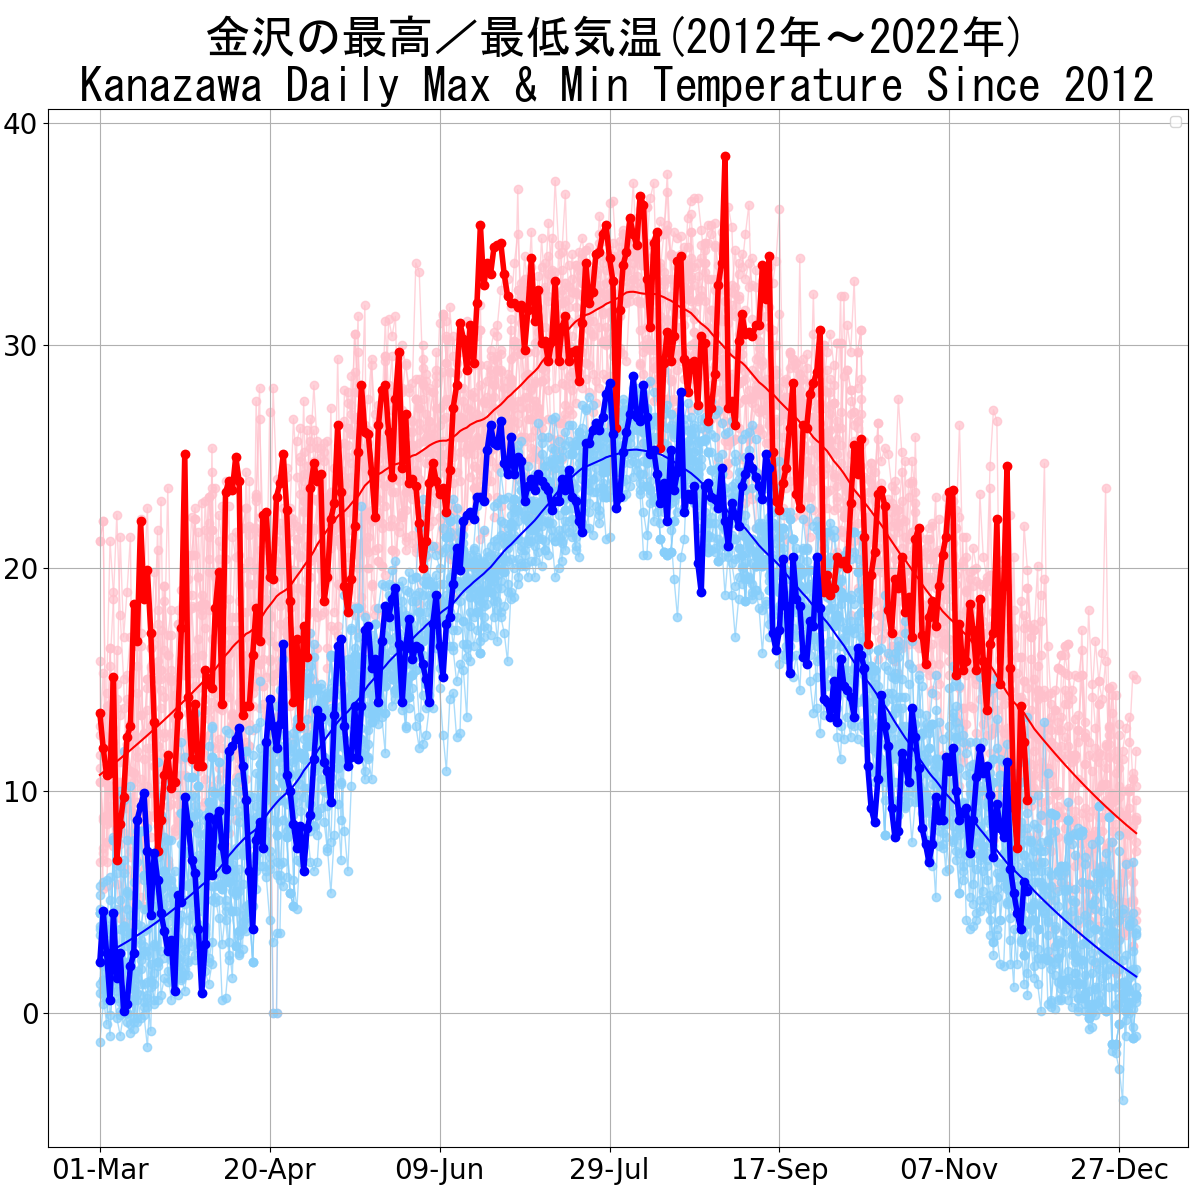 金沢の最高／最低気温(2012年～2022年)
Kanazawa Daily Max & Min Temperature Since 2012
40
30
20
10
0
01-Mar 20-Apr 09-Jun 29-Jul 17-Sep 07-Nov 27-Dec